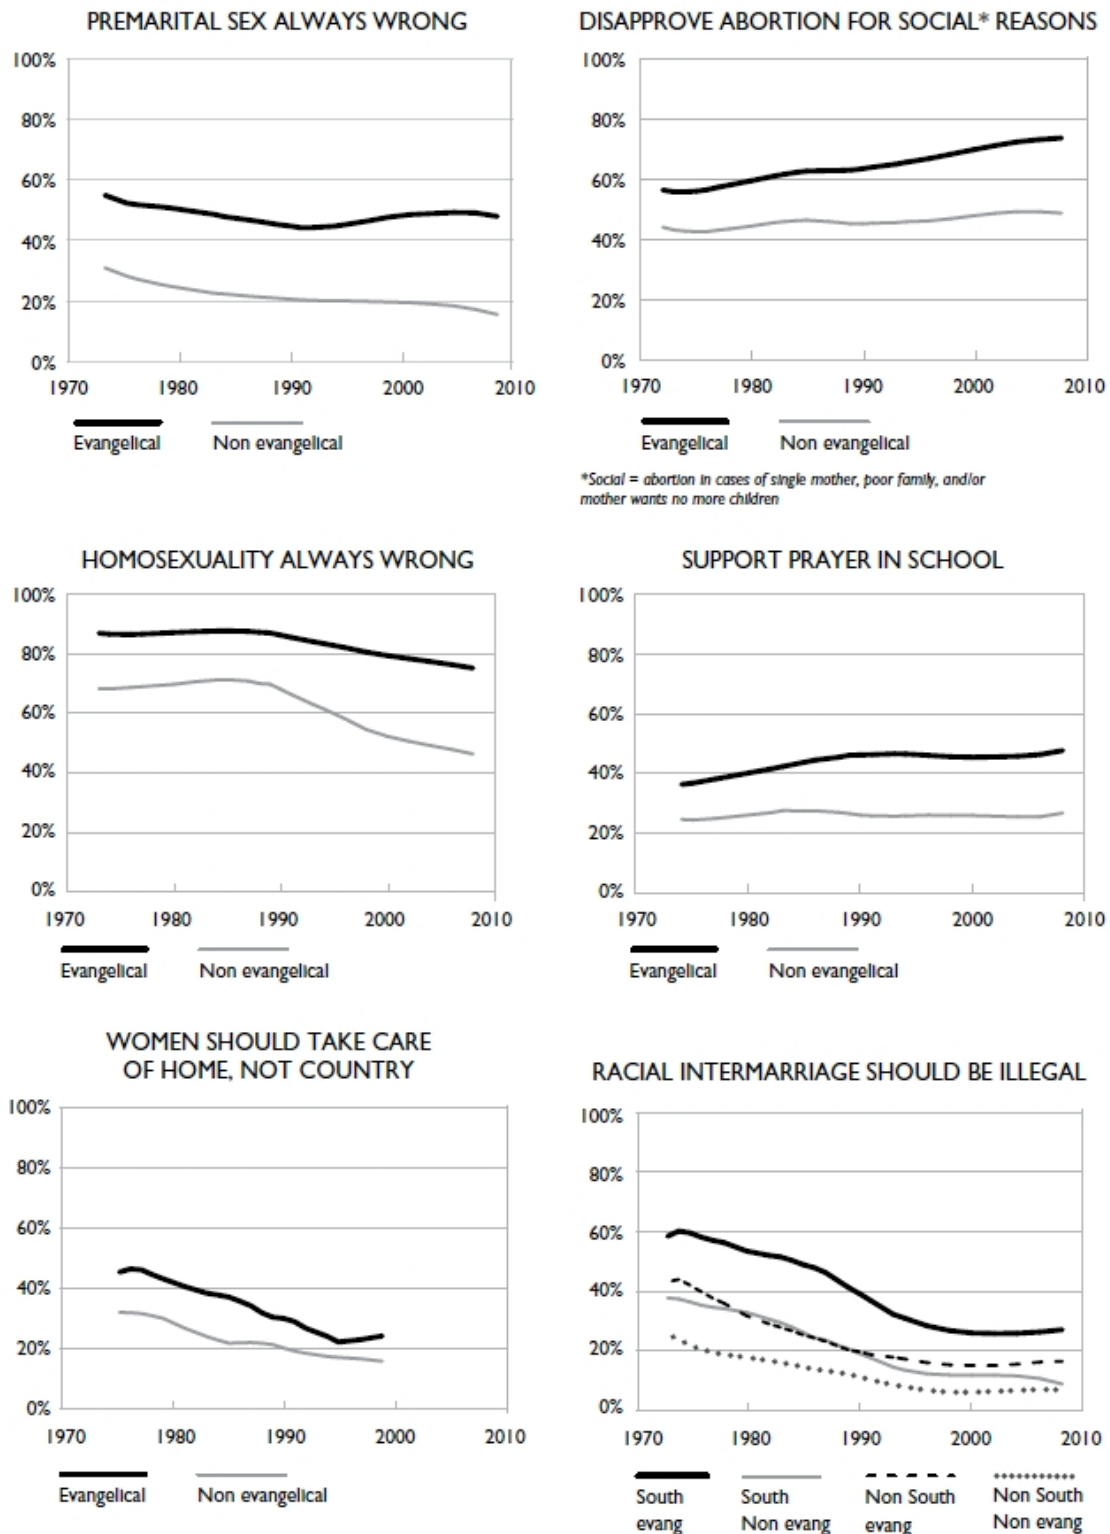 PREMARITAL SEX ALWAYS WRONG
100%
80%
60%
40%
20%
0%
1970 1980 1990 2000 2010
Evangelical Non evangelical
DISAPPROVE ABORTION FOR SOCIAL* REASONS
100%
80%
60%
40%
20%
0%
1970 1980 1990 2000 2010
Evangelical Non evangelical
*Social = abortion in cases of single mother, poor family, and/or
mother wants no more children
HOMOSEXUALITY ALWAYS WRONG
100%
80%
60%
40%
20%
0%
1970 1980 1990 2000 2010
Evangelical Non evangelical
SUPPORT PRAYER IN SCHOOL
100%
80%
60%
40%
20%
0%
1970 1980 1990 2000 2010
Evangelical Non evangelical
WOMEN SHOULD TAKE CARE
OF HOME, NOT COUNTRY
100%
80%
60%
40%
20%
0%
1970 1980 1990 2000 2010
Evangelical Non evangelical
RACIAL INTERMARRIAGE SHOULD BE ILLEGAL
100%
80%
60%
40%
20%
0%
1970 1980 1990 2000 2010
South South Non South Non South
evang Non evang evang Non evang